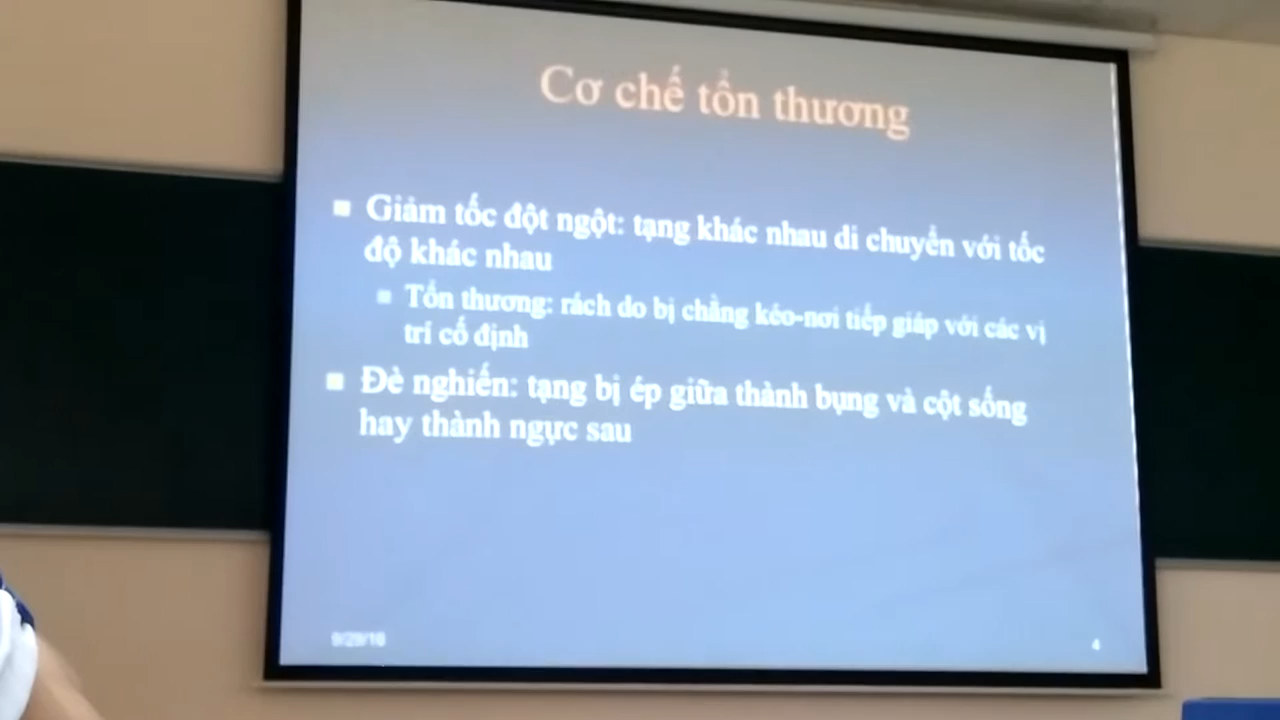 Cơ chế tổn thương
Giảm tốc đột ngột: tạng khác nhau di chuyển với tốc
độ khác nhau
Tổn thương: rách do bị chằng kéo-nơi tiếp giáp với các vị
trí cố định
Đè nghiến: tạng bị ép giữa thành bụng và cột sống
hay thành ngực sau
9/29/16
4